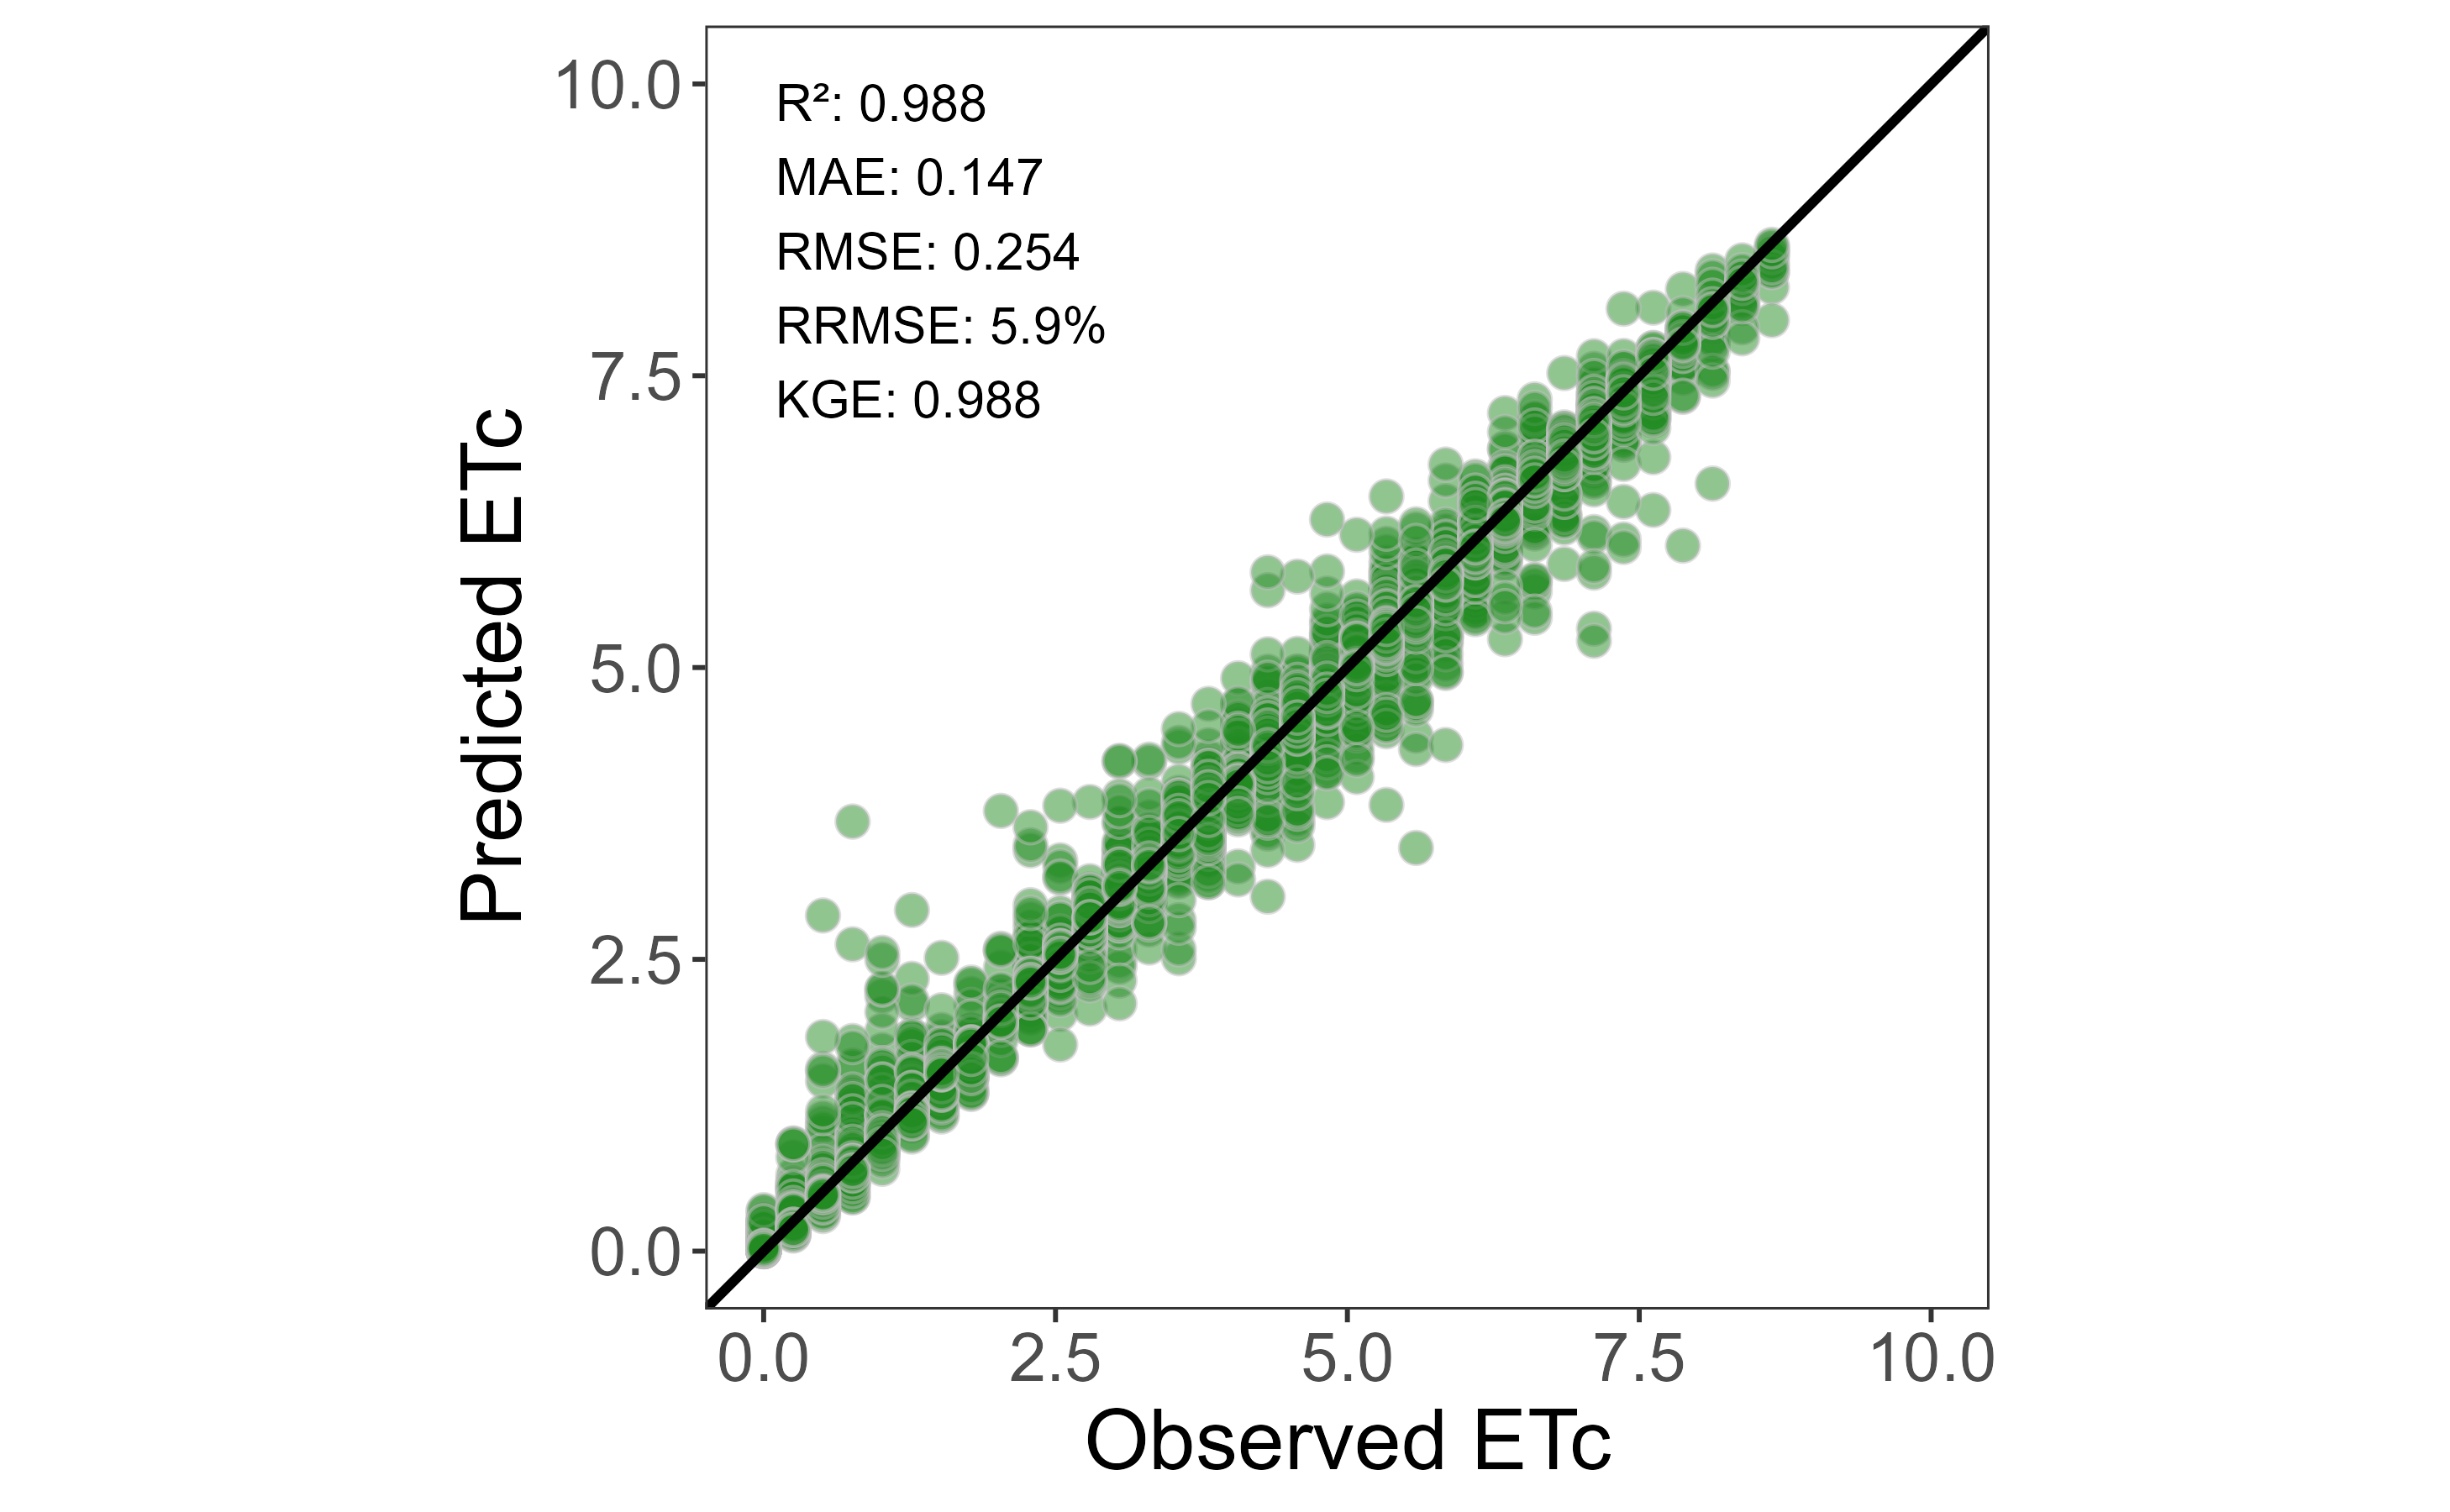 R²: 0.988
MAE: 0.147
RMSE: 0.254
RRMSE: 5.9%
KGE: 0.988
Predicted ETc
10.0
7.5
5.0
2.5
0.0
0.0 2.5 5.0 7.5 10.0
Observed ETc